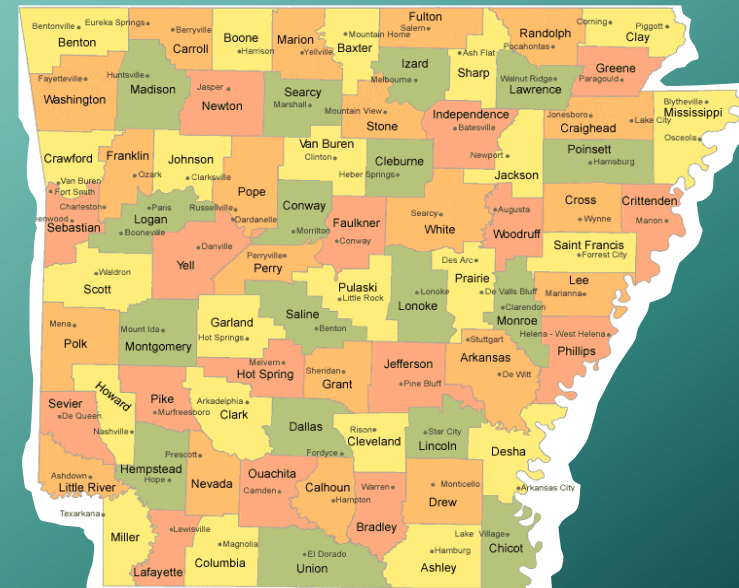 Bentonville
Eureka Springs
Benton
Berryville
Carroll
Boone
Harrison
Marion
Yellville
Mountain Home
Baxter
Fulton
Salem
Ash Flat
Sharp
Randolph
Pocahontas
Corning
Piggott
Clay
Fayetteville
Washington
Huntsville
Madison
Jasper
Newton
Searcy
Marshall
Izard
Melbourne
Mountain View
Stone
Walnut Ridge
Lawrence
Greene
Paragould
Independence
Batesville
Jonesboro
Lake City
Craighead
Blytheville
Mississippi
Osceola
Crawford
Van Buren
Fort South
Franklin
Ozark
Johnson
Clarksville
Pope
Russellville
Dardanelle
Van Buren
Clinton
Cleburne
Heber Springs
Newport
Jackson
Poinsett
Harrisburg
Charleston
eenwood
Sebastian
Paris
Logan
Booneville
Conway
Morrilton
Faulkner
Conway
Searcy
White
Augusta
Woodruff
Cross
Wynne
Crittenden
Marion
Danville
Yell
Perryville
Perry
Saint Francis
Forrest City
Waldron
Scott
Pulaski
Little Rock
Lonoke
Lonoke
Des Arc
Prairie
De Valls Bluff
Clarendon
Monroe
Lee
Marianna
Helena - West Helena
Phillips
Mena
Polk
Mount Ida
Montgomery
Garland
Hot Springs
Saline
Benton
Malvern
Hot Spring
Sheridan
Grant
Jefferson
Pine Bluff
Stuttgart
Arkansas
De Witt
Sevier
De Queen
Howard
Nashville
Pike
Murfreesboro
Arkadelphia
Clark
Dallas
Fordyce
Rison
Cleveland
Star City
Lincoln
Desha
Arkansas City
Ashdown
Little River
Hempstead
Hope
Prescott
Nevada
Ouachita
Camden
Calhoun
Hampton
Warren
Bradley
Monticello
Drew
Texarkana
Miller
Lewisville
Lafayette
Magnolia
Columbia
El Dorado
Union
Hamburg
Ashley
Lake Village
Chicot